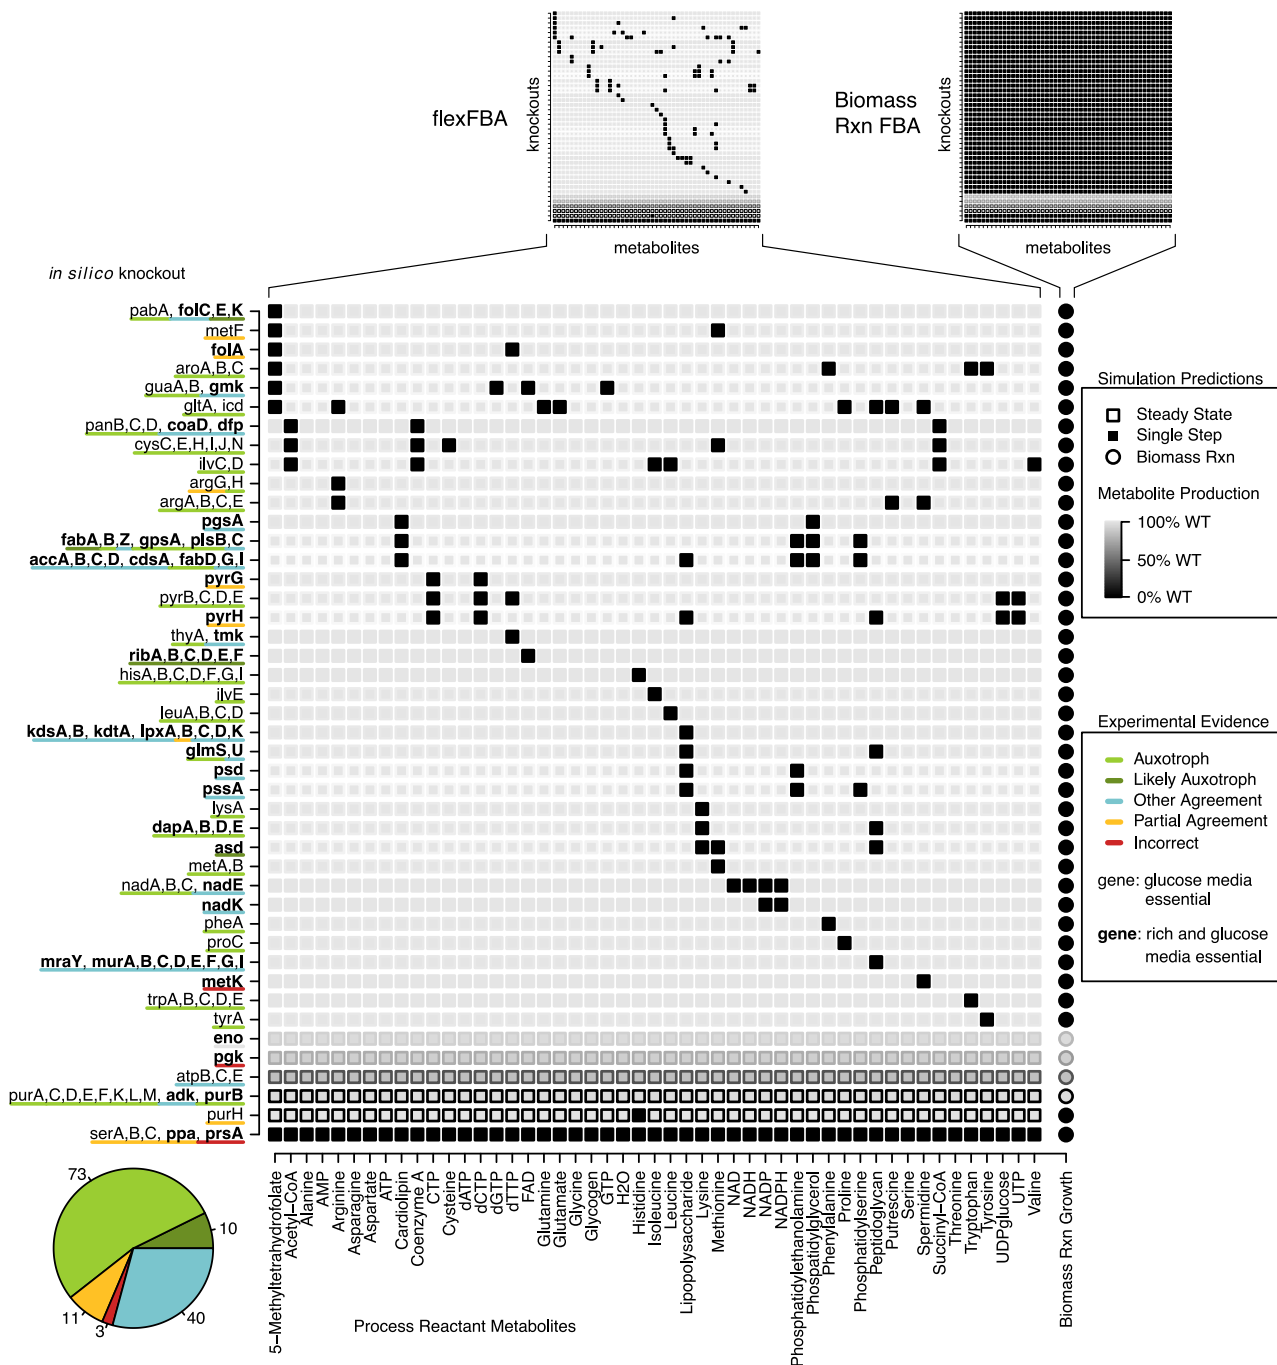 flexFBA
knockouts
metabolites
Biomass
Rxn FBA
knockouts
metabolites
in silico knockout
pabA, folC,E,K
metF
folA
aroA,B,C
guaA,B, gmk
gltA, icd
panB,C,D, coaD, dfp
cysC,E,H,I,J,N
ilvC,D
argG,H
argA,B,C,E
pgsA
fabA,B,Z, gpsA, plsB,C
accA,B,C,D, cdsA, fabD,G,I
pyrG
pyrB,C,D,E
pyrH
thyA, tmk
ribA,B,C,D,E,F
hisA,B,C,D,F,G,I
ilvE
leuA,B,C,D
kdsA,B, kdtA, lpxA,B,C,D,K
glmS,U
psd
pssA
lysA
dapA,B,D,E
asd
metA,B
nadA,B,C, nadE
nadK
pheA
proC
mraY, murA,B,C,D,E,F,G,I
metK
trpA,B,C,D,E
tyrA
eno
pgk
atpB,C,E
purA,C,D,E,F,K,L,M, adk, purB
purH
serA,B,C, ppa, prsA
Simulation Predictions
Steady State
Single Step
Biomass Rxn
Metabolite Production
100% WT
50% WT
0% WT
Experimental Evidence
Auxotroph
Likely Auxotroph
Other Agreement
Partial Agreement
Incorrect
gene: glucose media
essential
gene: rich and glucose
media essential
5-Methyltetrahydrofolate
Acetyl-CoA
Alanine
AMP
Arginine
Asparagine
Aspartate
ATP
Cardiolipin
Coenzyme A
CTP
Cysteine
dATP
dCTP
dGTP
dTTP
FAD
Glutamine
Glutamate
Glycine
Glycogen
GTP
H2O
Histidine
Isoleucine
Leucine
Lipopolysaccharide
Lysine
Methionine
NAD
NADH
NADP
NADPH
Phosphatidylethanolamine
Phospatidylglycerol
Phenylalanine
Proline
Phosphatidylserine
Peptidoglycan
Putrescine
Serine
Spermidine
Succinyl-CoA
Threonine
Tryptophan
Tyrosine
UDPglucose
UTP
Valine
Biomass Rxn Growth
Process Reactant Metabolites
73
10
40
3
11